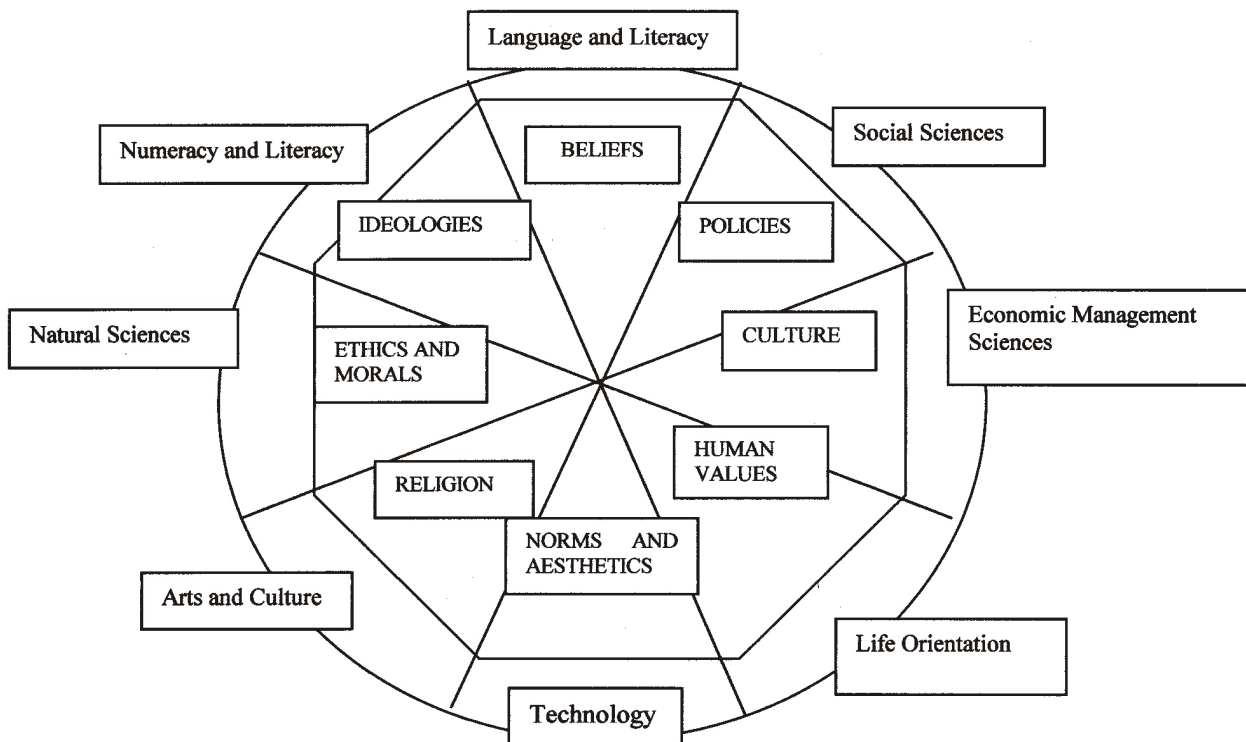 Language and Literacy
Social Sciences
Numeracy and Literacy
BELIEFS
IDEOLOGIES
POLICIES
Natural Sciences
ETHICS AND
MORALS
CULTURE
Economic Management
Sciences
HUMAN
VALUES
RELIGION
NORMS AND
AESTHETICS
Arts and Culture
Life Orientation
Technology